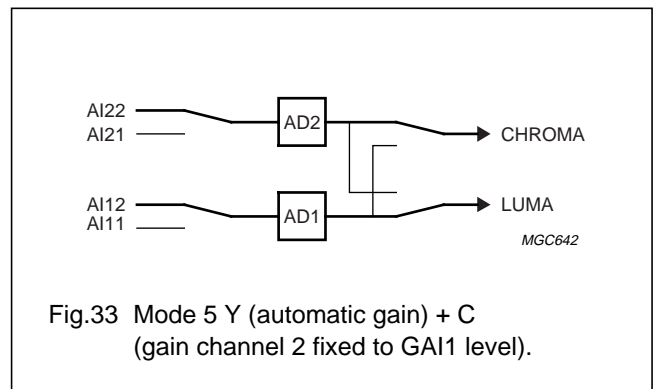 AI22
AI21
AD2
CHROMA
AI12
AI11
AD1
LUMA
MGC642
Fig.33 Mode 5 Y (automatic gain) + C
(gain channel 2 fixed to GAI1 level).